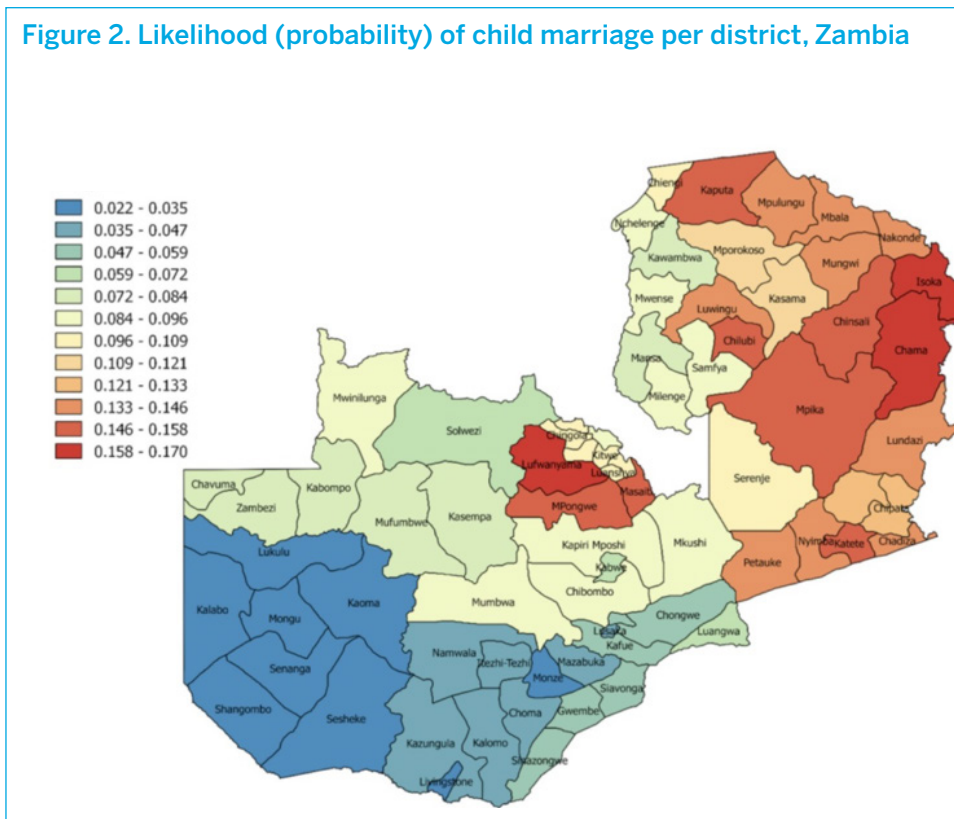 Figure 2. Likelihood (probability) of child marriage per district, Zambia
0.022 - 0.035
0.035 - 0.047
0.047 - 0.059
0.059 - 0.072
0.072 - 0.084
0.084 - 0.096
0.096 - 0.109
0.109 - 0.121
0.121 - 0.133
0.133 - 0.146
0.146 - 0.158
0.158 - 0.170
Chiengi
Kaputa
Mpulungu
Mbala
Nchelenge
Nakonde
Mporokoso
Kawambwa
Mungwi
Isoka
Mwense
Kasama
Luwingu
Chinsali
Chilubi
Chama
Mansa
Samfya
Milenge
Mpika
Mwinilunga
Solwezi
Chingola
Lundazi
Kitwe
Lufwanyama
Luanshya
Serenje
Chavuma
Kabompo
Masaiti
Zambezi
MPongwe
Chipata
Kasempa
Mufumbwe
Kapiri Mposhi
Mkushi
Nyimba
Katete
Chadiza
Lukulu
Petauke
Kabwe
Chibombo
Kaoma
Mumbwa
Kalabo
Mongu
Chongwe
Lusaka
Luangwa
Kafue
Namwala
Itezhi-Tezhi
Mazabuka
Senanga
Monze
Siavonga
Shangombo
Choma
Gwembe
Sesheke
Kazungula
Kalomo
Sinazongwe
Livingstone